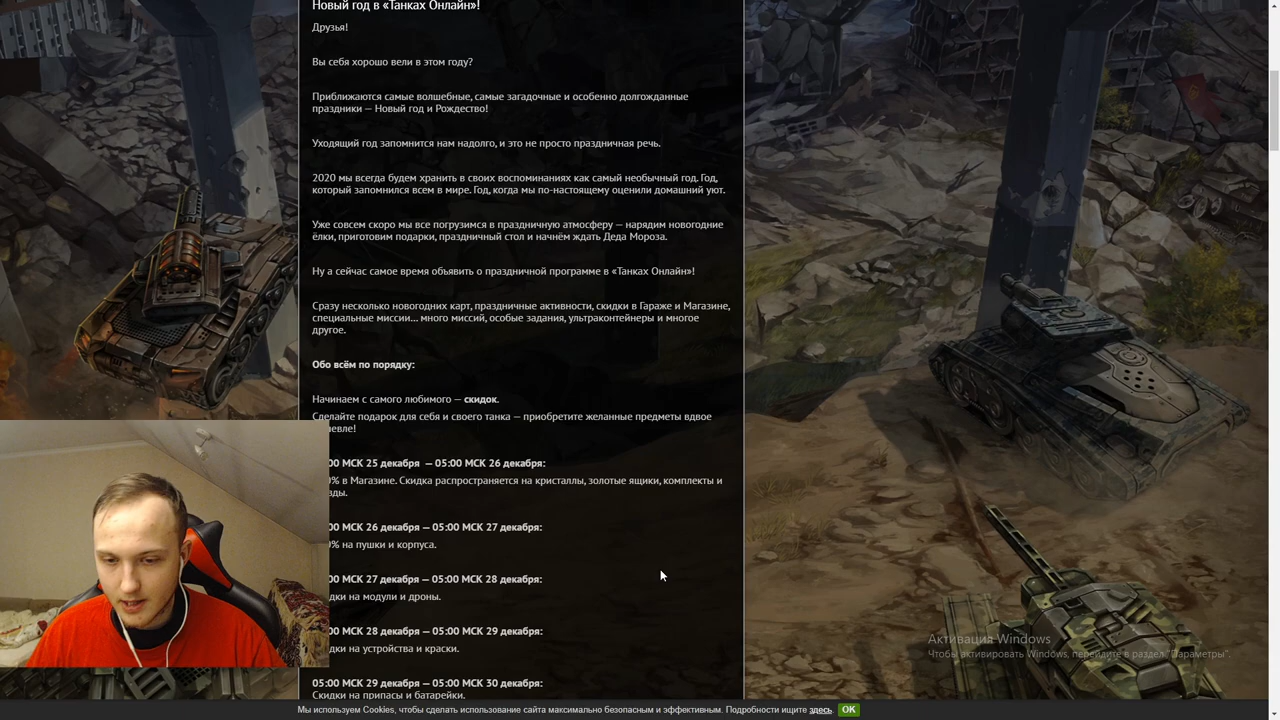 Новый год в «Танках Онлайн»!
Друзья!
Вы себя хорошо вели в этом году?
Приближаются самые волшебные, самые загадочные и особенно долгожданные
праздники — Новый год и Рождество!
Уходящий год запомнится нам надолго, и это не просто праздничная речь.
2020 мы всегда будем хранить в своих воспоминаниях как самый необычный год. Год,
который запомнился всем в мире. Год, когда мы по-настоящему оценили домашний уют.
Уже совсем скоро мы все погрузимся в праздничную атмосферу — нарядим новогодние
ёлки, приготовим подарки, праздничный стол и начнём ждать Деда Мороза.
Ну а сейчас самое время объявить о праздничной программе в «Танках Онлайн»!
Сразу несколько новогодних карт, праздничные активности, скидки в Гараже и Магазине,
специальные миссии... много миссий, особые задания, ультраконтейнеры и многое
другое.
Обо всём по порядку:
Начинаем с самого любимого — скидок.
Сделайте подарок для себя и своего танка — приобретите желанные предметы вдвое
МСК 25 декабря — 05:00 МСК 26 декабря:
в Магазине. Скидка распространяется на кристаллы, золотые ящики, комплекты и
МСК 26 декабря — 05:00 МСК 27 декабря:
на пушки и корпуса.
МСК 27 декабря — 05:00 МСК 28 декабря:
на модули и дроны.
МСК 28 декабря — 05:00 МСК 29 декабря:
на устройства и краски.
05:00 МСК 29 декабря — 05:00 МСК 30 декабря:
Скидки на припасы и батарейки.
Активация Windows
Чтобы активировать Windows, перейдите в раздел "Параметры".
Мы используем Cookies, чтобы сделать использование сайта максимально безопасным и эффективным. Подробности ищите здесь. OK